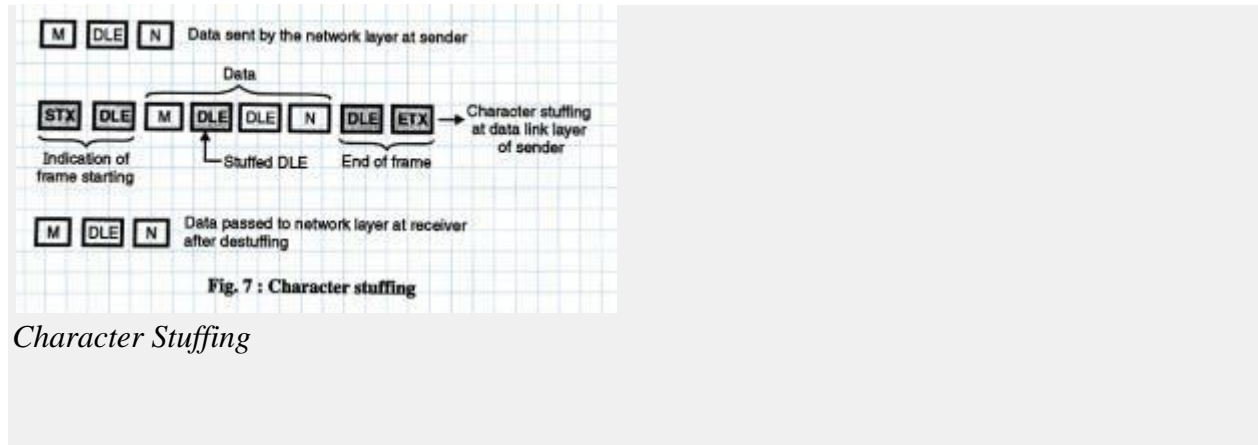 M DLE N Data sent by the network layer at sender
Data
STX DLE M DLE DLE N DLE ETX Character stuffing
at data link layer
of sender
Indication of
frame starting
Stuffed DLE
End of frame
M DLE N Data passed to network layer at receiver
after destuffing
Fig. 7 : Character stuffing
Character Stuffing